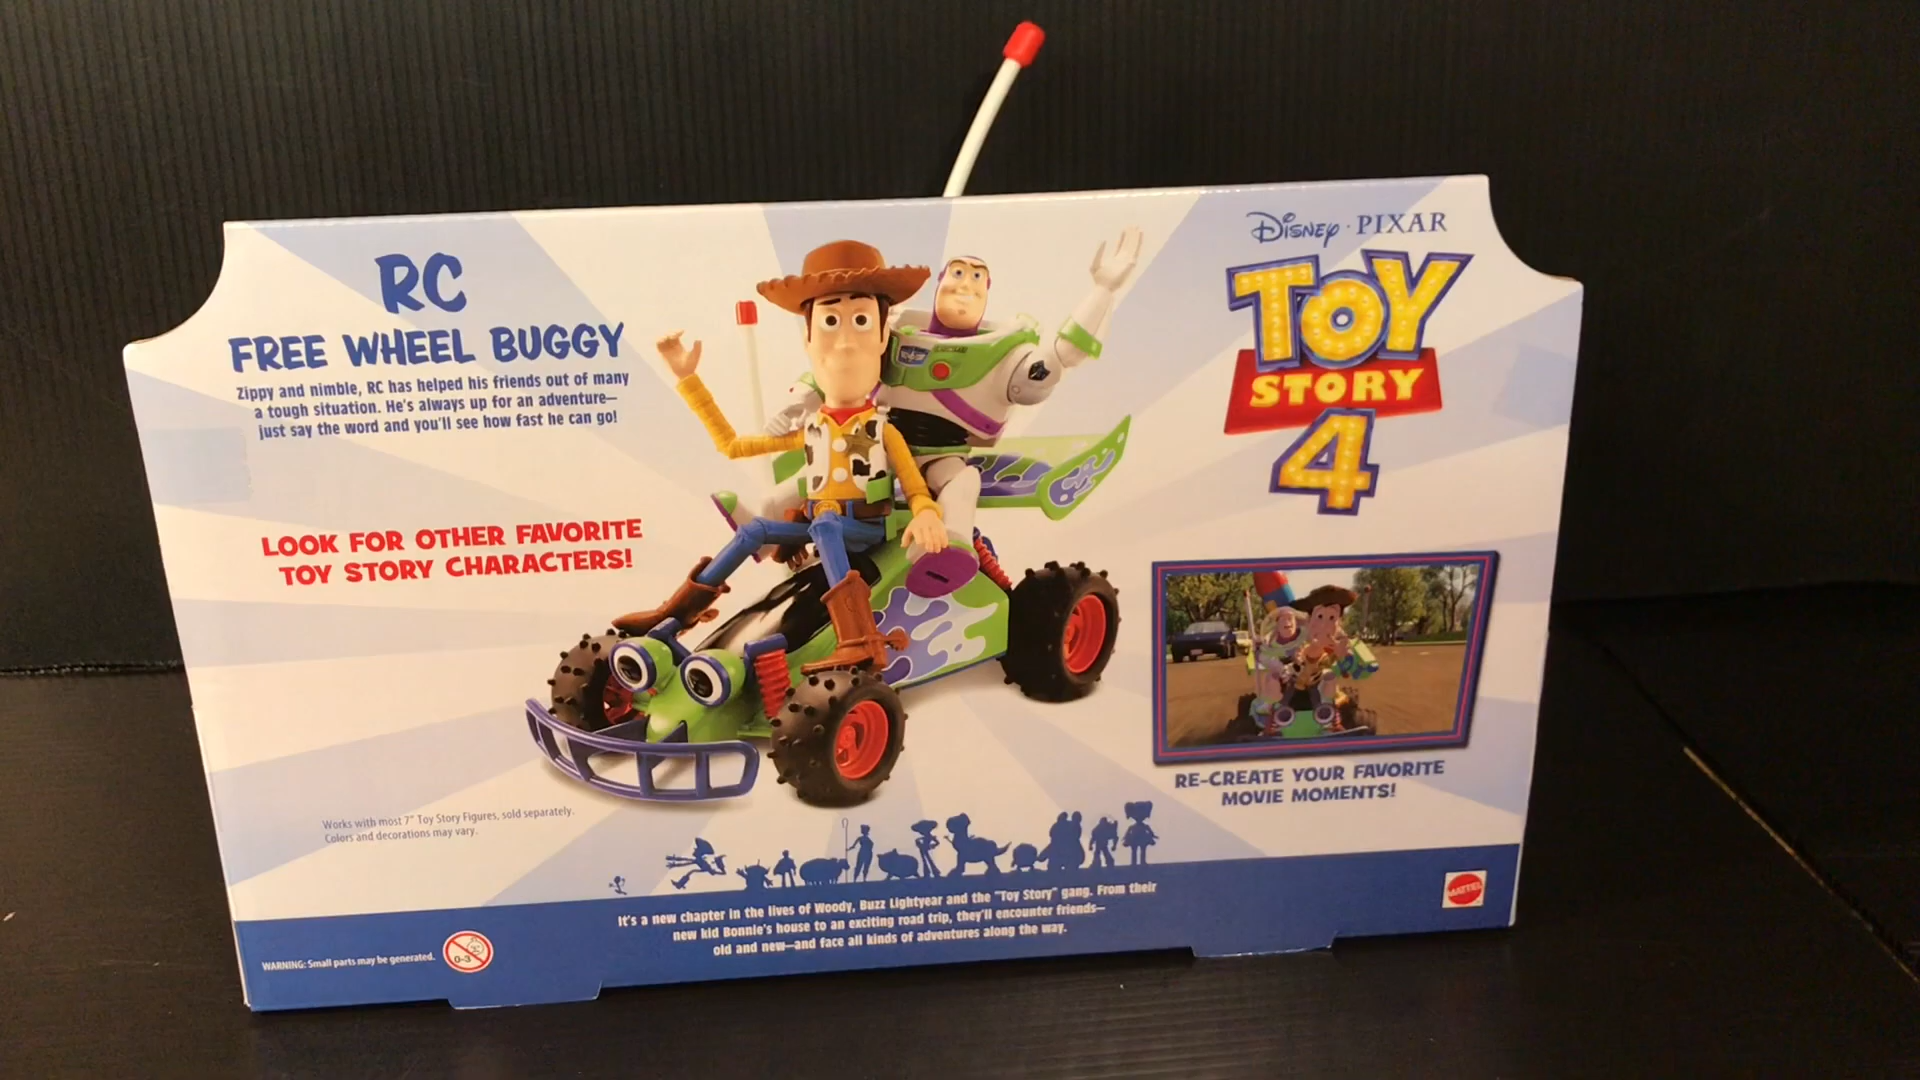 RC
FREE WHEEL BUGGY
Zippy and nimble, RC has helped his friends out of many
a tough situation. He's always up for an adventure—
just say the word and you'll see how fast he can go!
LOOK FOR OTHER FAVORITE
TOY STORY CHARACTERS!
Works with most 7" Toy Story Figures, sold separately.
Colors and decorations may vary.
Disney · PIXAR
TOY
STORY
4
RE-CREATE YOUR FAVORITE
MOVIE MOMENTS!
It's a new chapter in the lives of Woody, Buzz Lightyear and the "Toy Story" gang. From their
new kid Bonnie's house to an exciting road trip, they'll encounter friends—
old and new—and face all kinds of adventures along the way.
WARNING: Small parts may be generated.
0-3
MATTEL